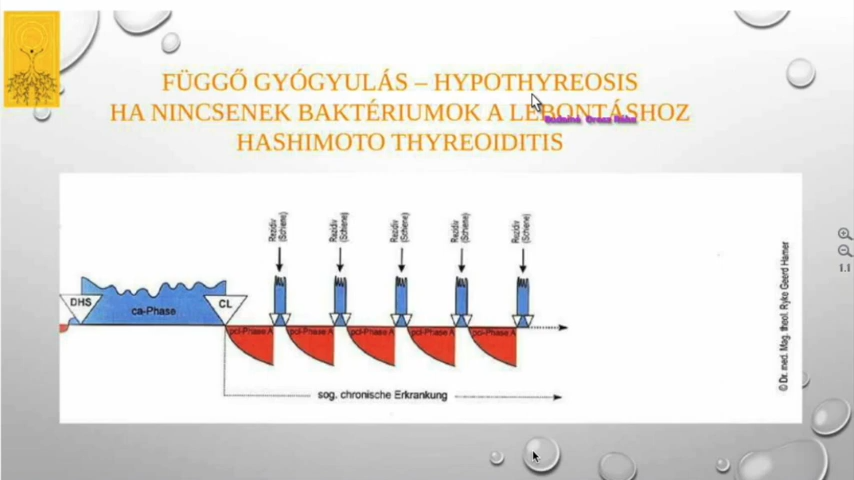 FÜGGŐ GYÓGYULÁS – HYPOTHYREOSIS
HA NINCSENEK BAKTÉRIUMOK A LEBONTÁSHOZ
HASHIMOTO THYREOIDITIS
Rezidiv (Schiene)
Rezidiv (Schiene)
Rezidiv (Schiene)
Rezidiv (Schiene)
Rezidiv (Schiene)
DHS
ca-Phase
CL
pcl-Phase A
pcl-Phase A
pcl-Phase A
pcl-Phase A
pcl-Phase A
sog. chronische Erkrankung
© Dr. med. Mag. theol. Ryke Geerd Hamer
1:1